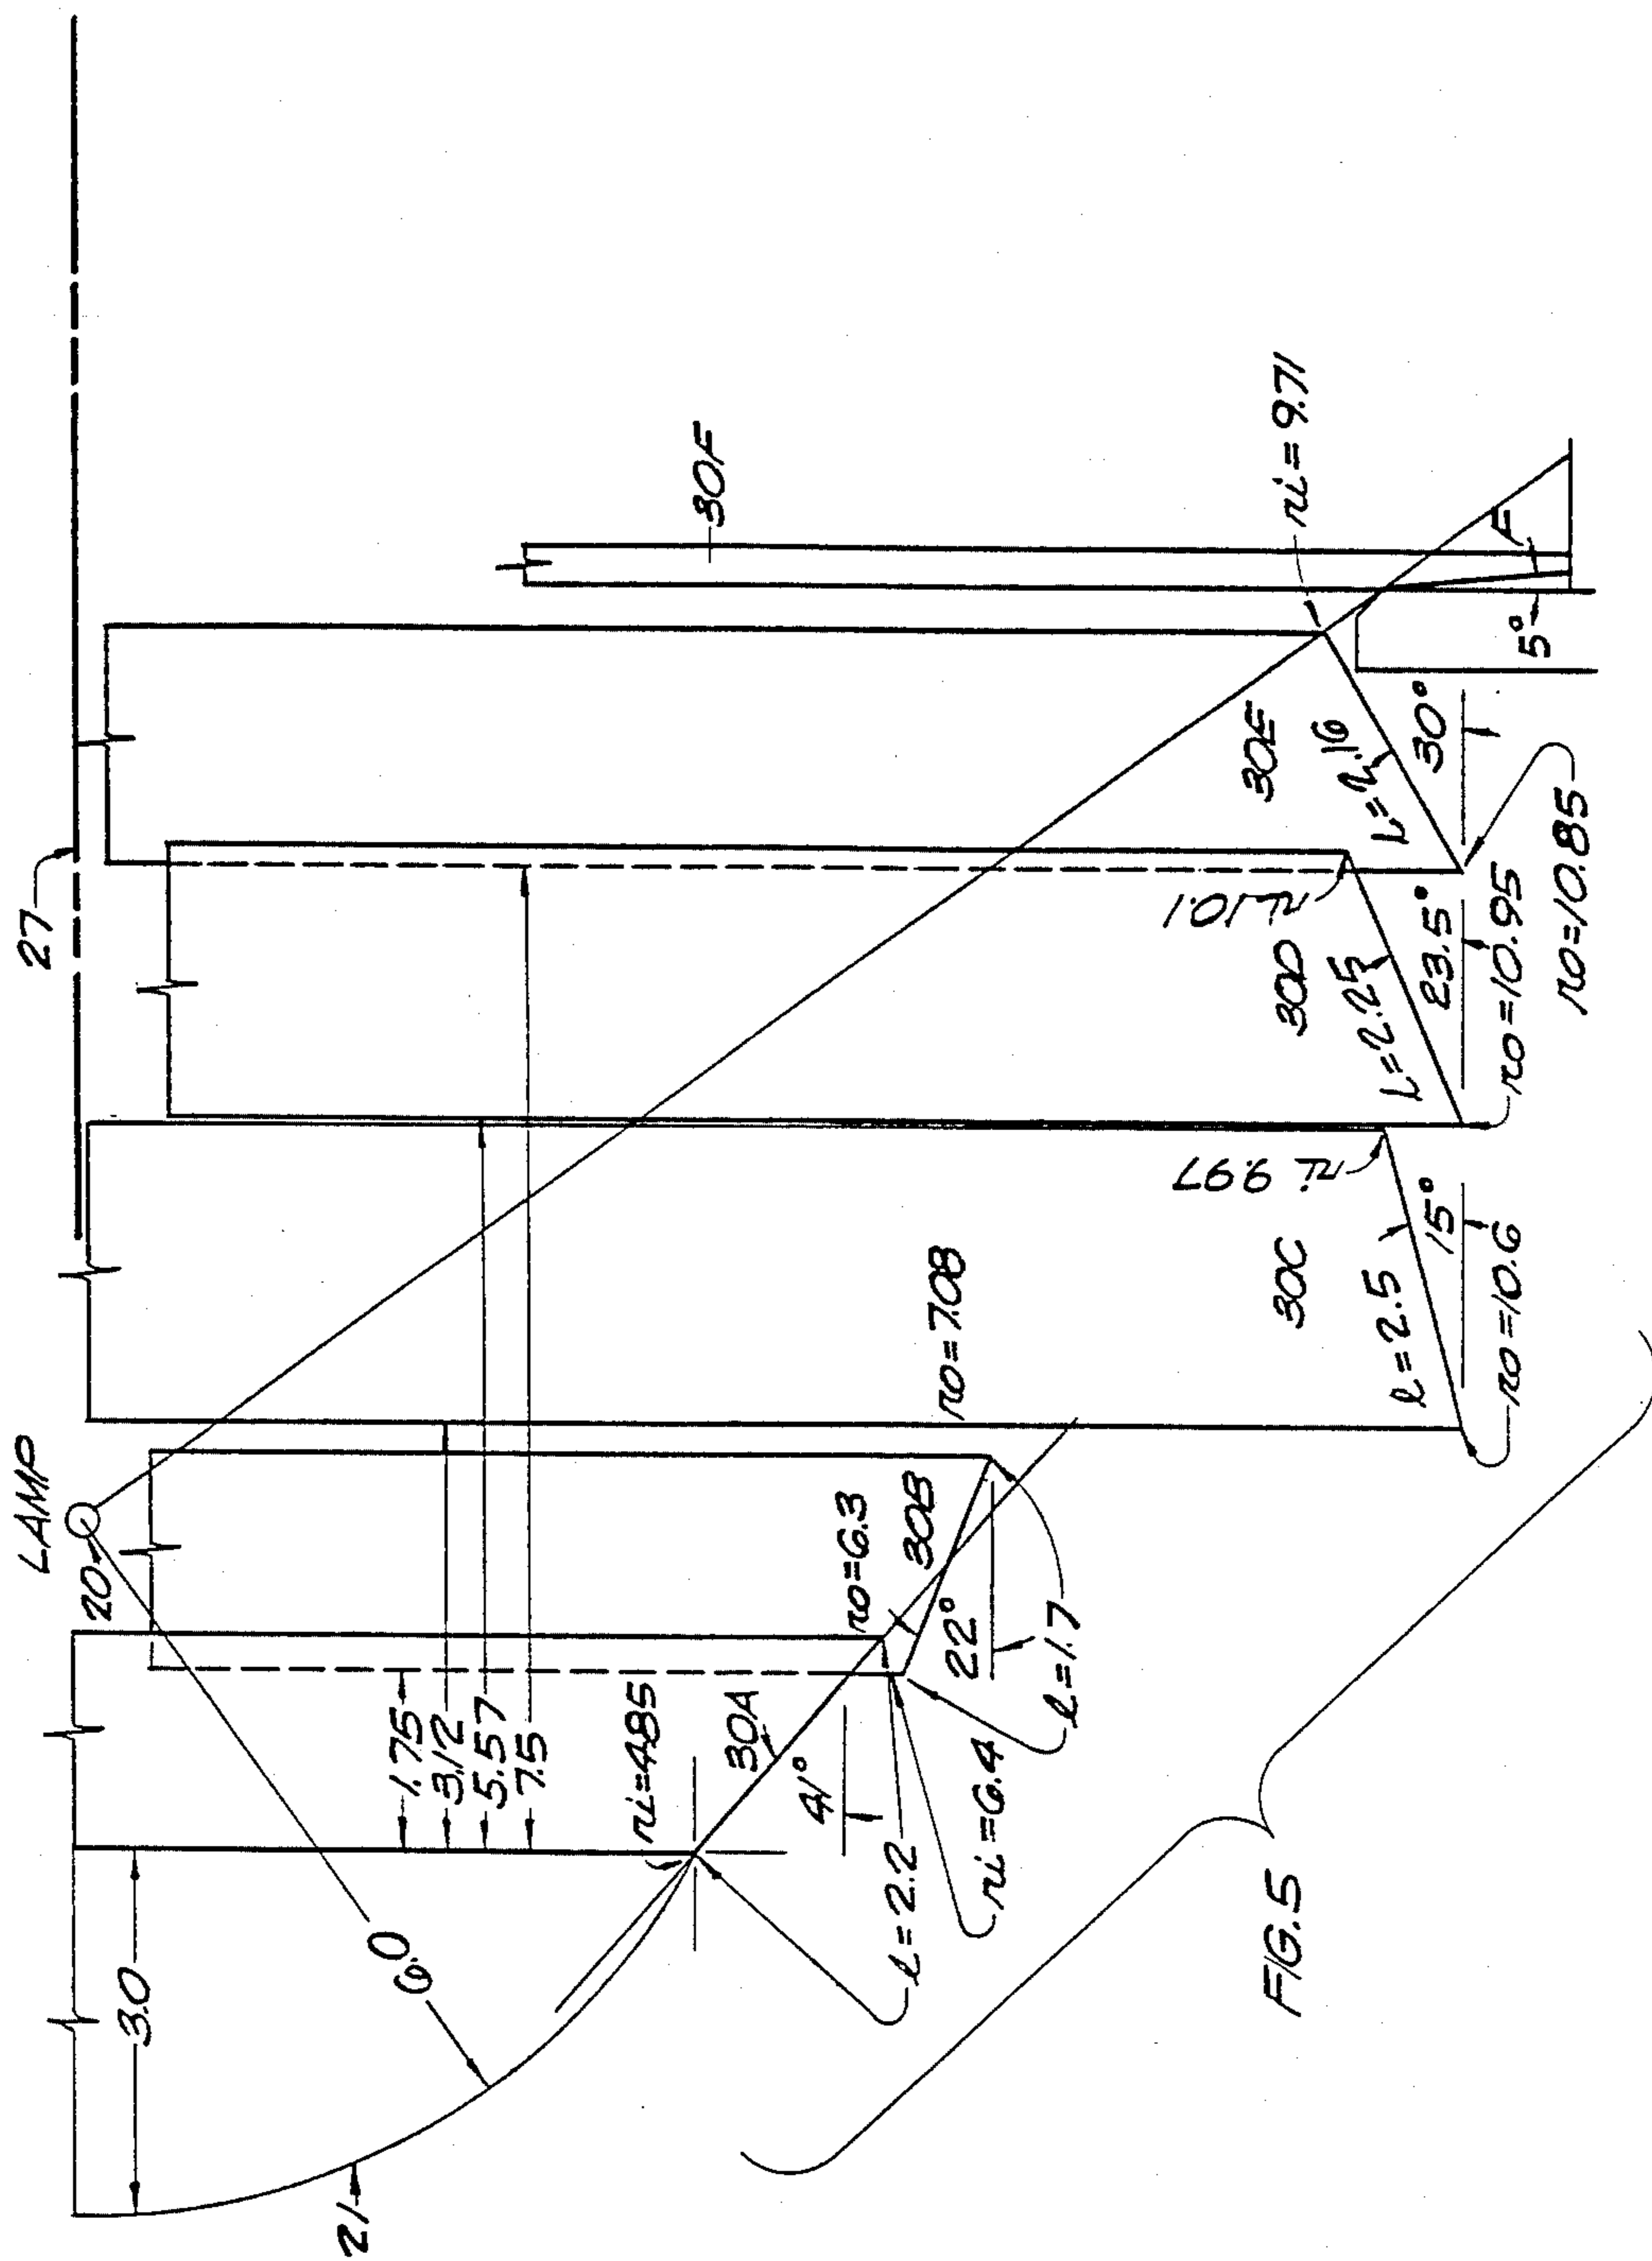 27
LAMP
20
30F
ri=9.71
30E
L=2.16
30°
5°
F
ri=10.1
30D
L=2.25
23.5°
ro=10.95
ro=10.85
ri 9.97
30C
l=2.5
15°
ro=10.6
ro=7.08
ro=6.3
30B
22°
l=1.7
1.75
3.12
5.57
7.5
ri=4.85
30A
41°
l=2.2
ri=6.4
3.0
6.0
21
FIG.5